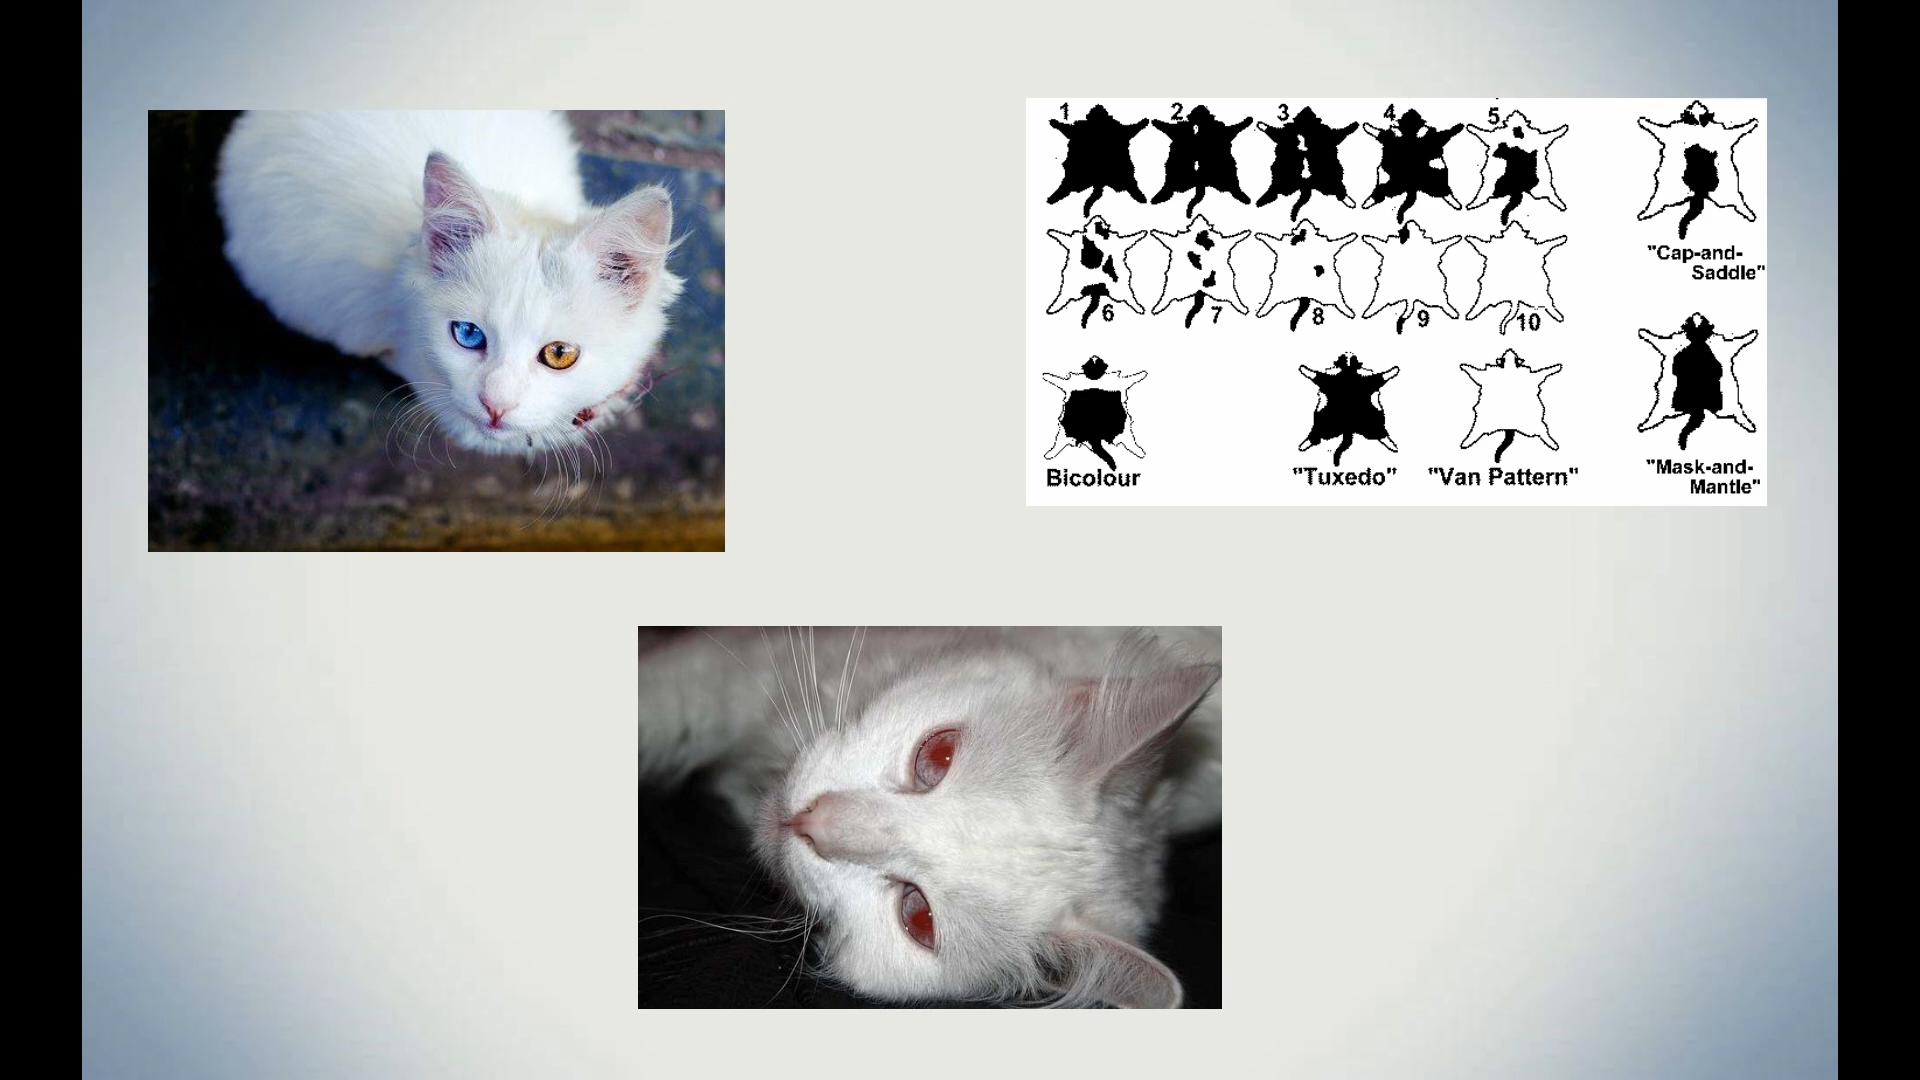 1 2 3 4 5
6 7 8 9 10
"Cap-and-
Saddle"
Bicolour "Tuxedo" "Van Pattern"
"Mask-and-
Mantle"